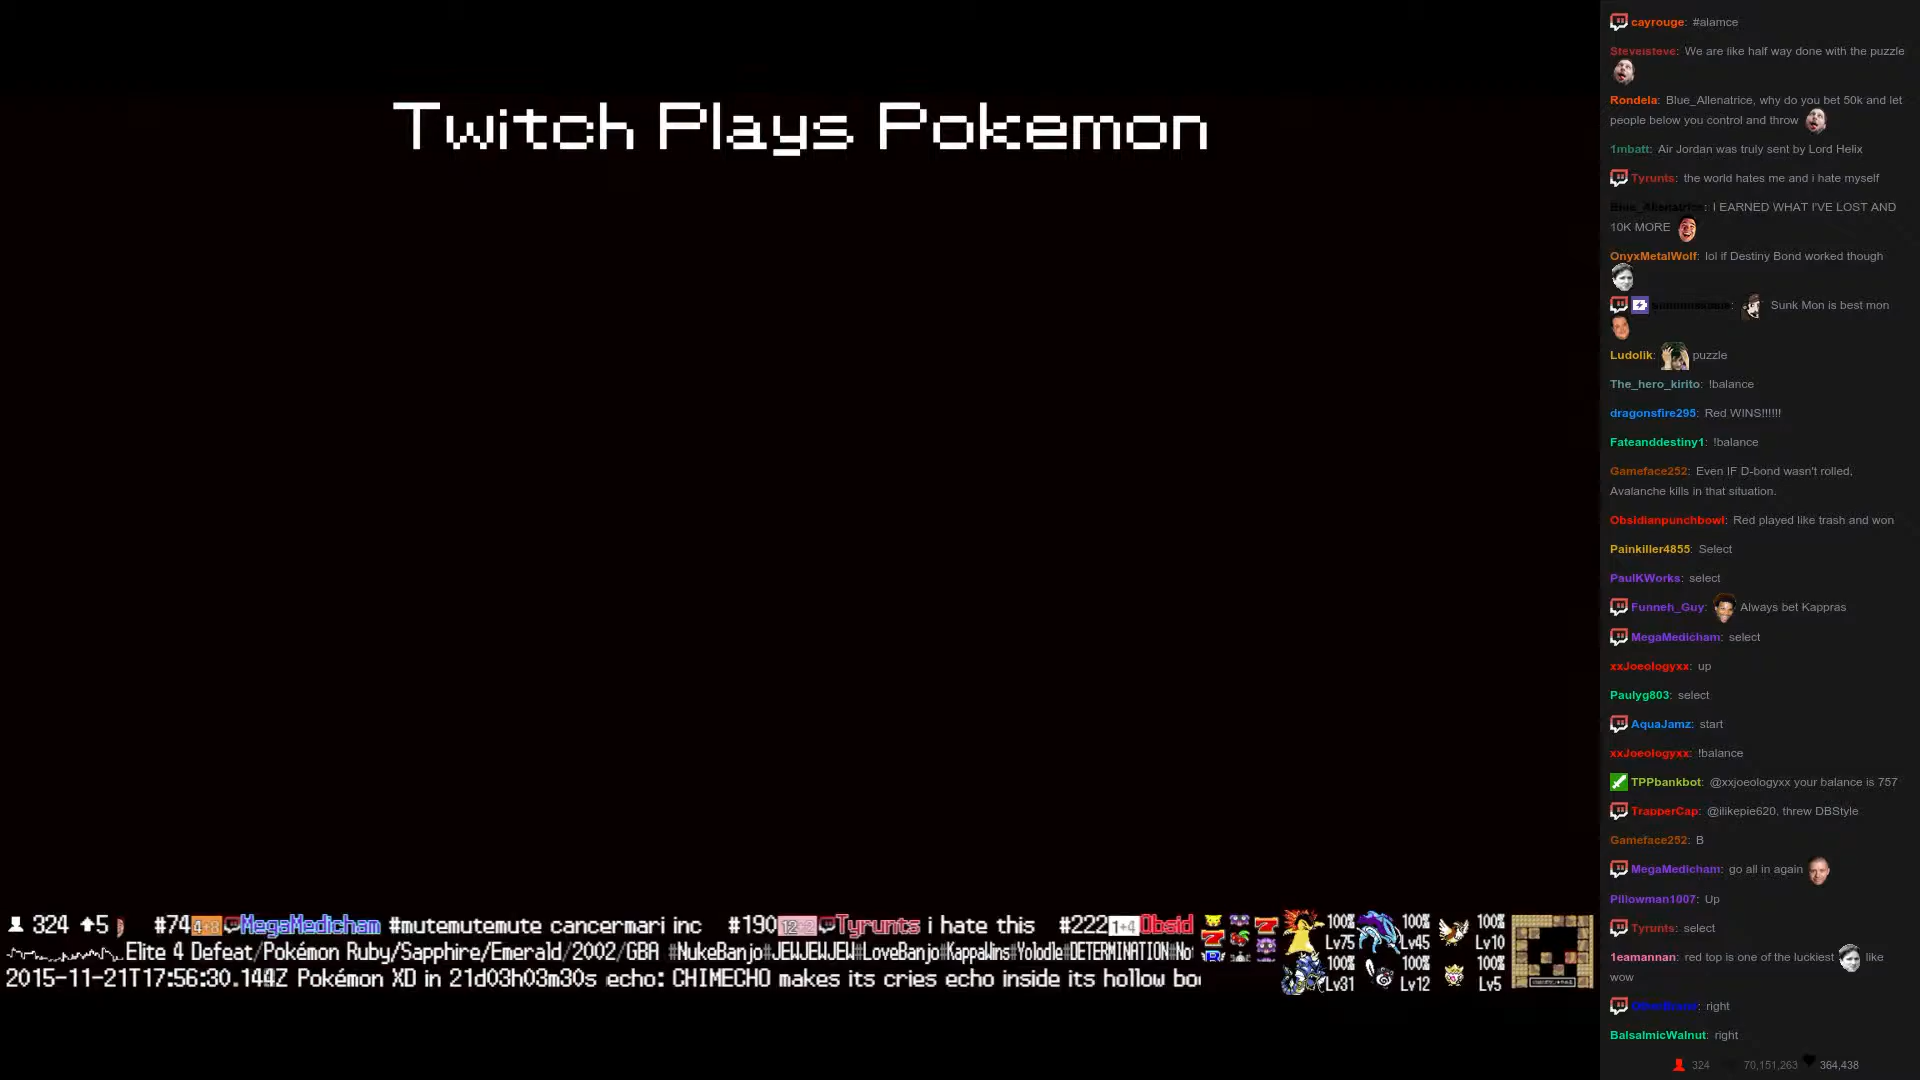 Twitch Plays Pokemon
324 5 #74 4+8 MegaMedicham #mutemutemute cancermari inc #190 Tyrunts i hate this #222 1+4 Obsid
Elite 4 Defeat/Pokémon Ruby/Sapphire/Emerald/2002/GBA #NukeBanjo#JEWJEWJEW#LoveBanjo#KappaWins#Yolodle#DETERMINATION#No
2015-11-21T17:56:30.144Z Pokémon XD in 21d03h03m30s echo: CHIMECHO makes its cries echo inside its hollow bo
100% 100% 100%
Lv75 Lv45 Lv10
100% 100% 100%
Lv31 Lv12 Lv5
cayrouge: #alamce
Steveisteve: We are like half way done with the puzzle
Rondela: Blue_Allenatrice, why do you bet 50k and let
people below you control and throw
1mbatt: Air Jordan was truly sent by Lord Helix
Tyrunts: the world hates me and i hate myself
Blue_Allenatrice: I EARNED WHAT I'VE LOST AND
10K MORE
OnyxMetalWolf: lol if Destiny Bond worked though
: Sunk Mon is best mon
Ludolik: puzzle
The_hero_kirito: !balance
dragonsfire295: Red WINS!!!!!!
Fateanddestiny1: !balance
Gameface252: Even IF D-bond wasn't rolled,
Avalanche kills in that situation.
Obsidianpunchbowl: Red played like trash and won
Painkiller4855: Select
PaulKWorks: select
Funneh_Guy: Always bet Kappras
MegaMedicham: select
xxJoeologyxx: up
Paulyg803: select
AquaJamz: start
xxJoeologyxx: !balance
TPPbankbot: @xxjoeologyxx your balance is 757
TrapperCap: @ilikepie620, threw DBStyle
Gameface252: B
MegaMedicham: go all in again
Pillowman1007: Up
Tyrunts: select
1eamannan: red top is one of the luckiest like
wow
: right
BalsalmicWalnut: right
324 70,151,263 364,438